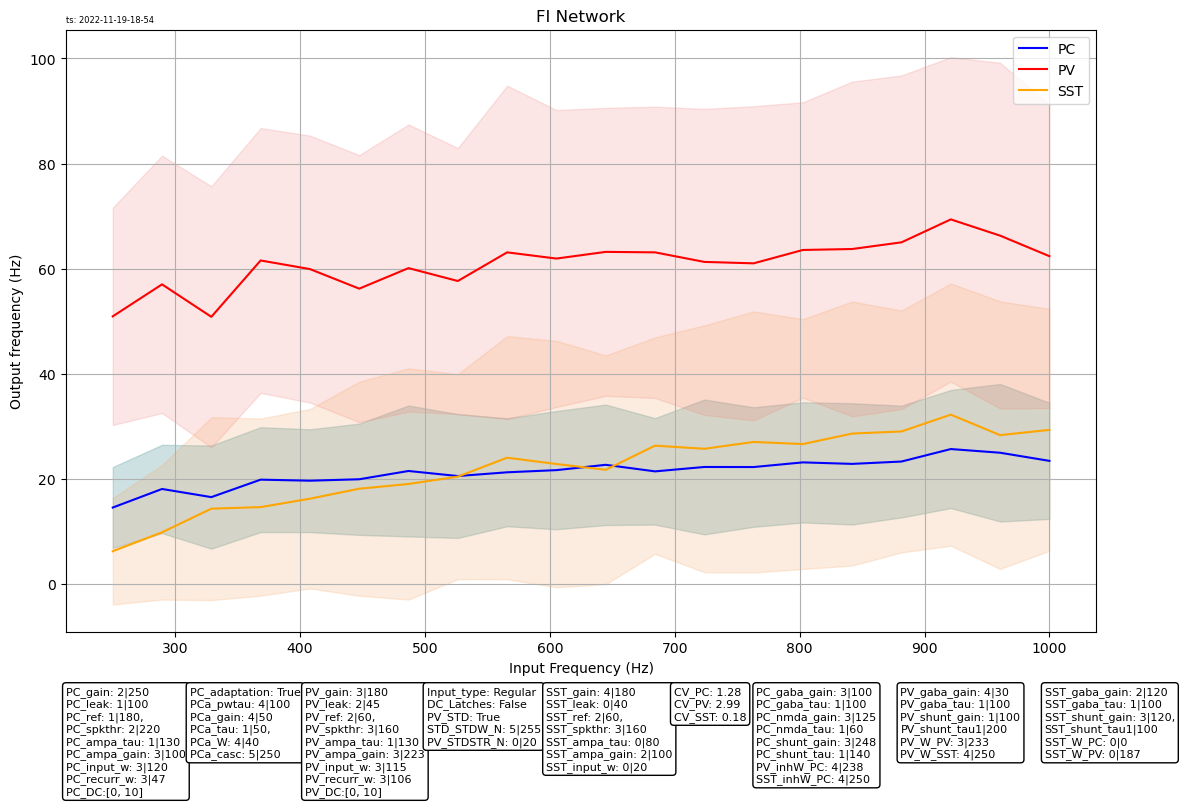 ts: 2022-11-19-18-54
FI Network
PC
PV
SST
Output frequency (Hz)
100
80
60
40
20
0
300 400 500 600 700 800 900 1000
Input Frequency (Hz)
PC_gain: 2|250
PC_leak: 1|100
PC_ref: 1|180,
PC_spkthr: 2|220
PC_ampa_tau: 1|130
PC_ampa_gain: 3|100
PC_input_w: 3|120
PC_recurr_w: 3|47
PC_DC:[0, 10]
PC_adaptation: True
PCa_pwtau: 4|100
PCa_gain: 4|50
PCa_tau: 1|50,
PCa_W: 4|40
PCa_casc: 5|250
PV_gain: 3|180
PV_leak: 2|45
PV_ref: 2|60,
PV_spkthr: 3|160
PV_ampa_tau: 1|130
PV_ampa_gain: 3|223
PV_input_w: 3|115
PV_recurr_w: 3|106
PV_DC:[0, 10]
Input_type: Regular
DC_Latches: False
PV_STD: True
STD_STDW_N: 5|255
PV_STDSTR_N: 0|20
SST_gain: 4|180
SST_leak: 0|40
SST_ref: 2|60,
SST_spkthr: 3|160
SST_ampa_tau: 0|80
SST_ampa_gain: 2|100
SST_input_w: 0|20
CV_PC: 1.28
CV_PV: 2.99
CV_SST: 0.18
PC_gaba_gain: 3|100
PC_gaba_tau: 1|100
PC_nmda_gain: 3|125
PC_nmda_tau: 1|60
PC_shunt_gain: 3|248
PC_shunt_tau: 1|140
PV_inhW_PC: 4|238
SST_inhW_PC: 4|250
PV_gaba_gain: 4|30
PV_gaba_tau: 1|100
PV_shunt_gain: 1|100
PV_shunt_tau1|200
PV_W_PV: 3|233
PV_W_SST: 4|250
SST_gaba_gain: 2|120
SST_gaba_tau: 1|100
SST_shunt_gain: 3|120,
SST_shunt_tau1|100
SST_W_PC: 0|0
SST_W_PV: 0|187